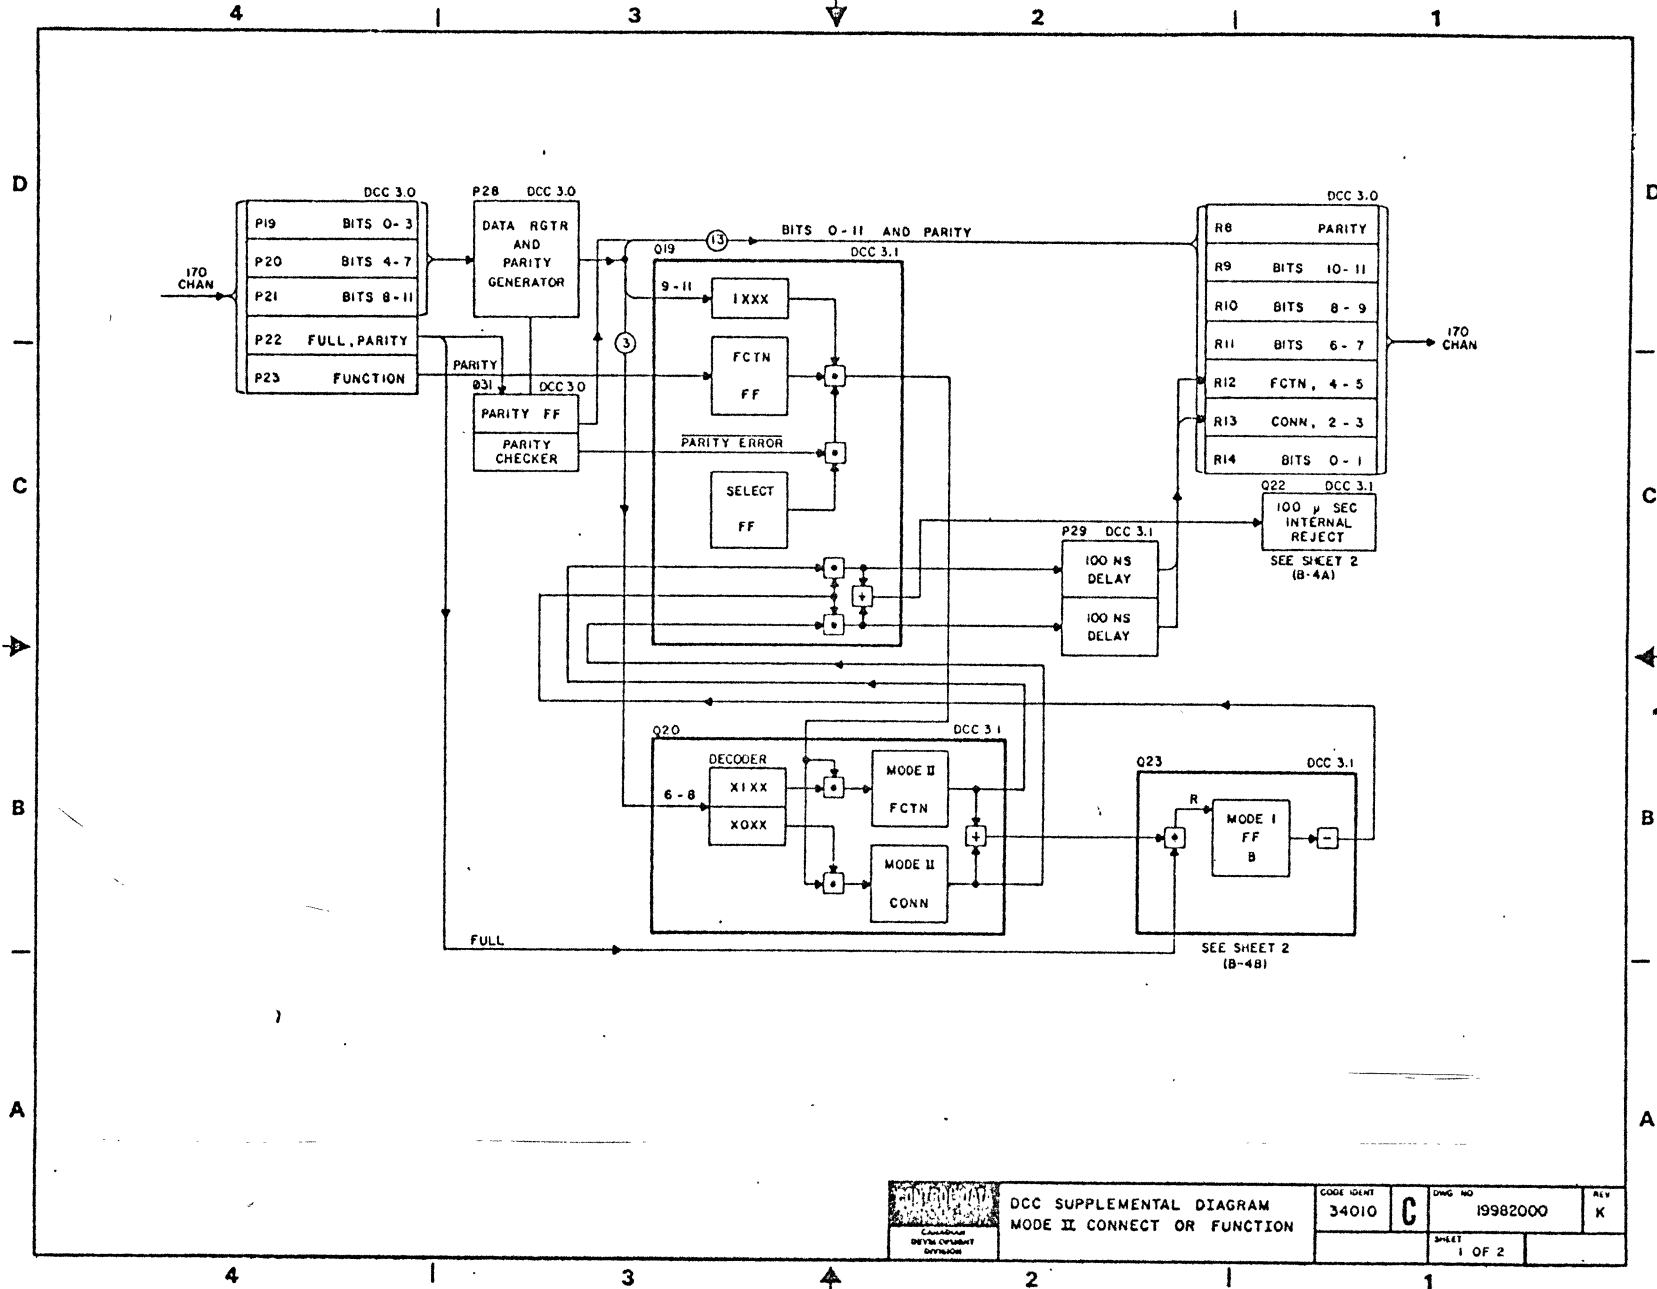 4 3 2 1
D
C
B
A
D
C
B
A
170
CHAN
DCC 3.0
P19 BITS 0-3
P20 BITS 4-7
P21 BITS 8-11
P22 FULL, PARITY
P23 FUNCTION
P28 DCC 3.0
DATA RGTR
AND
PARITY
GENERATOR
PARITY
Q31 DCC 3.0
PARITY FF
PARITY
CHECKER
13
BITS 0-11 AND PARITY
3
Q19 DCC 3.1
9-11
1XXX
FCTN
FF
PARITY ERROR
SELECT
FF
DCC 3.0
R8 PARITY
R9 BITS 10-11
R10 BITS 8-9
R11 BITS 6-7
R12 FCTN, 4-5
R13 CONN, 2-3
R14 BITS 0-1
170
CHAN
Q22 DCC 3.1
100 μ SEC
INTERNAL
REJECT
SEE SHEET 2
(B-4A)
P29 DCC 3.1
100 NS
DELAY
100 NS
DELAY
Q20 DCC 3.1
DECODER
6-8
X1XX
X0XX
MODE II
FCTN
MODE II
CONN
Q23 DCC 3.1
R
MODE I
FF
B
SEE SHEET 2
(B-4B)
FULL
CANADIAN
DEVELOPMENT
DIVISION
DCC SUPPLEMENTAL DIAGRAM
MODE II CONNECT OR FUNCTION
CODE IDENT
34010
C
DWG NO
19982000
REV
K
SHEET
1 OF 2
4 3 2 1